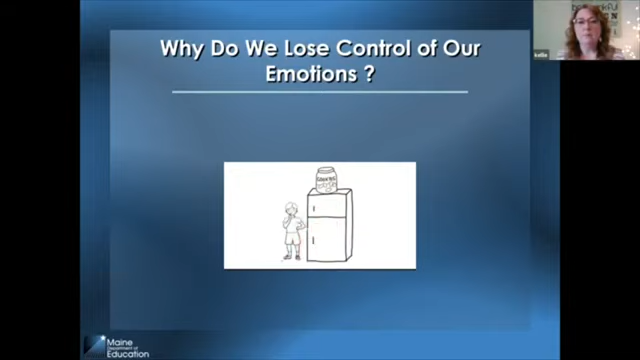 Why Do We Lose Control of Our
Emotions ?
Maine
Department of
Education